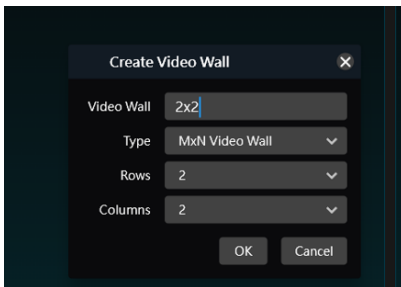 Create Video Wall
Video Wall 2x2
Type MxN Video Wall
Rows 2
Columns 2
OK Cancel